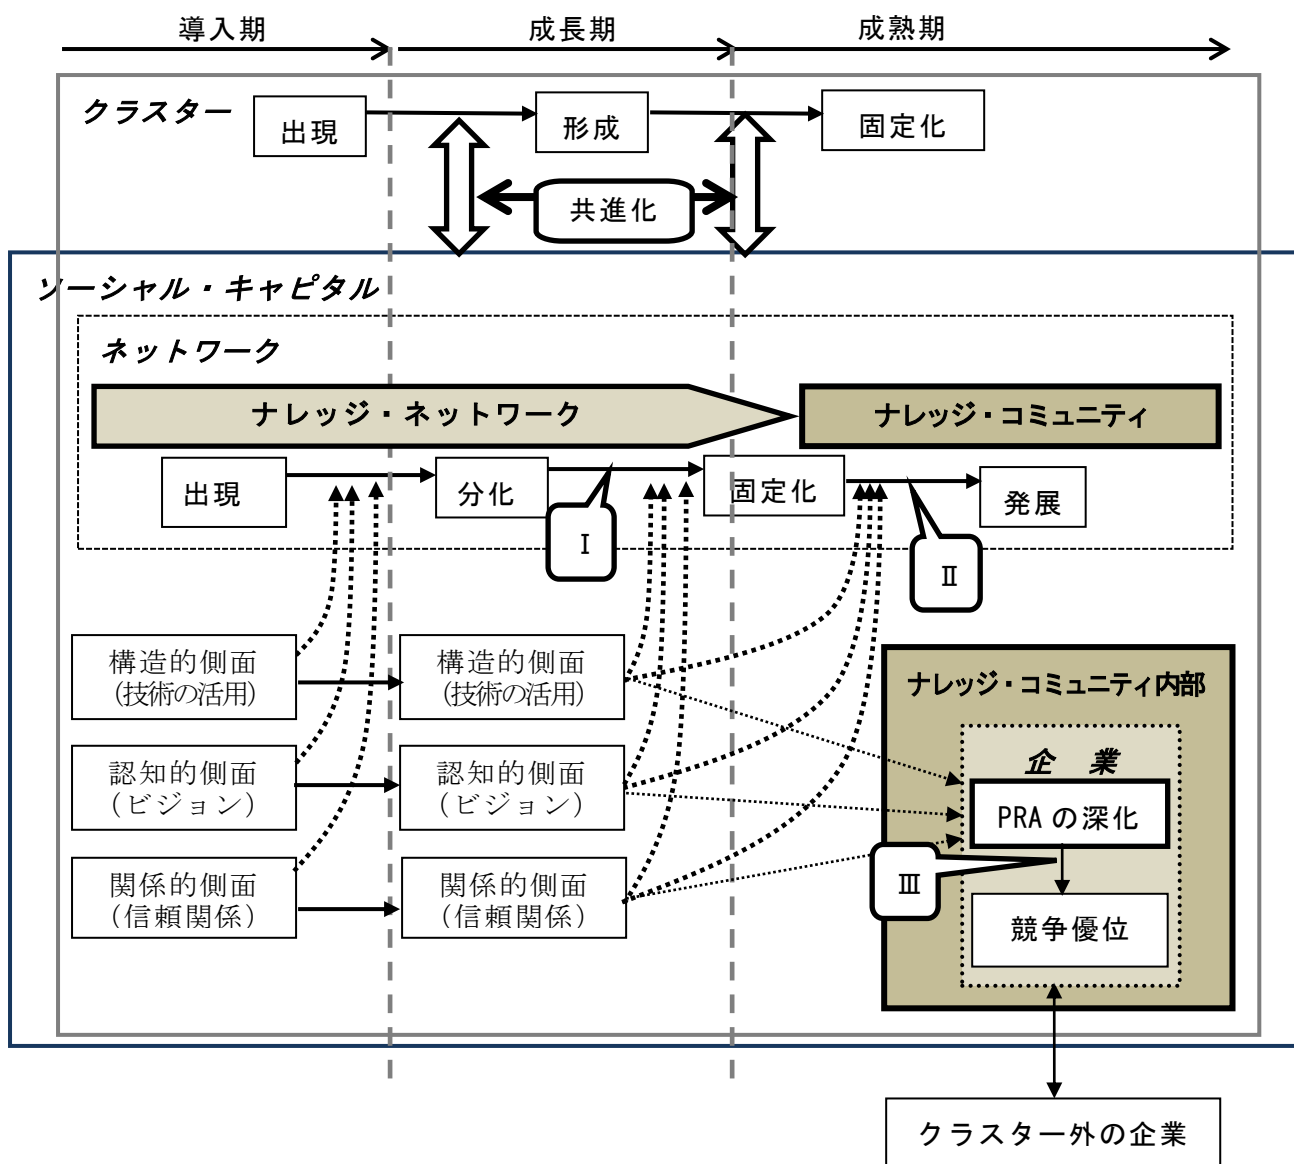 導入期
成長期
成熟期
クラスター
出現
形成
固定化
共進化
ソーシャル・キャピタル
ネットワーク
ナレッジ・ネットワーク
ナレッジ・コミュニティ
出現
分化
固定化
発展
Ⅰ
Ⅱ
構造的側面
(技術の活用)
構造的側面
(技術の活用)
認知的側面
(ビジョン)
認知的側面
(ビジョン)
関係的側面
(信頼関係)
関係的側面
(信頼関係)
ナレッジ・コミュニティ内部
企 業
PRA の深化
Ⅲ
競争優位
クラスター外の企業